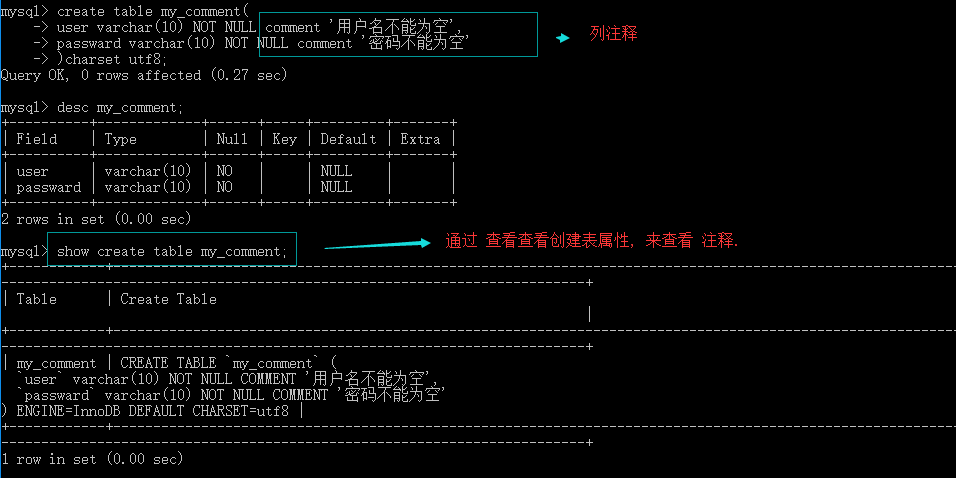 mysql> create table my_comment(
-> user varchar(10) NOT NULL comment '用户名不能为空',
-> passward varchar(10) NOT NULL comment '密码不能为空'
-> )charset utf8;
列注释
Query OK, 0 rows affected (0.27 sec)
mysql> desc my_comment;
+----------+-------------+------+-----+---------+-------+
| Field | Type | Null | Key | Default | Extra |
+----------+-------------+------+-----+---------+-------+
| user | varchar(10) | NO | | NULL | |
| passward | varchar(10) | NO | | NULL | |
+----------+-------------+------+-----+---------+-------+
2 rows in set (0.00 sec)
mysql> show create table my_comment;
通过 查看查看创建表属性, 来查看 注释.
| Table | Create Table
|
| my_comment | CREATE TABLE `my_comment` (
`user` varchar(10) NOT NULL COMMENT '用户名不能为空',
`passward` varchar(10) NOT NULL COMMENT '密码不能为空'
) ENGINE=InnoDB DEFAULT CHARSET=utf8 |
1 row in set (0.00 sec)